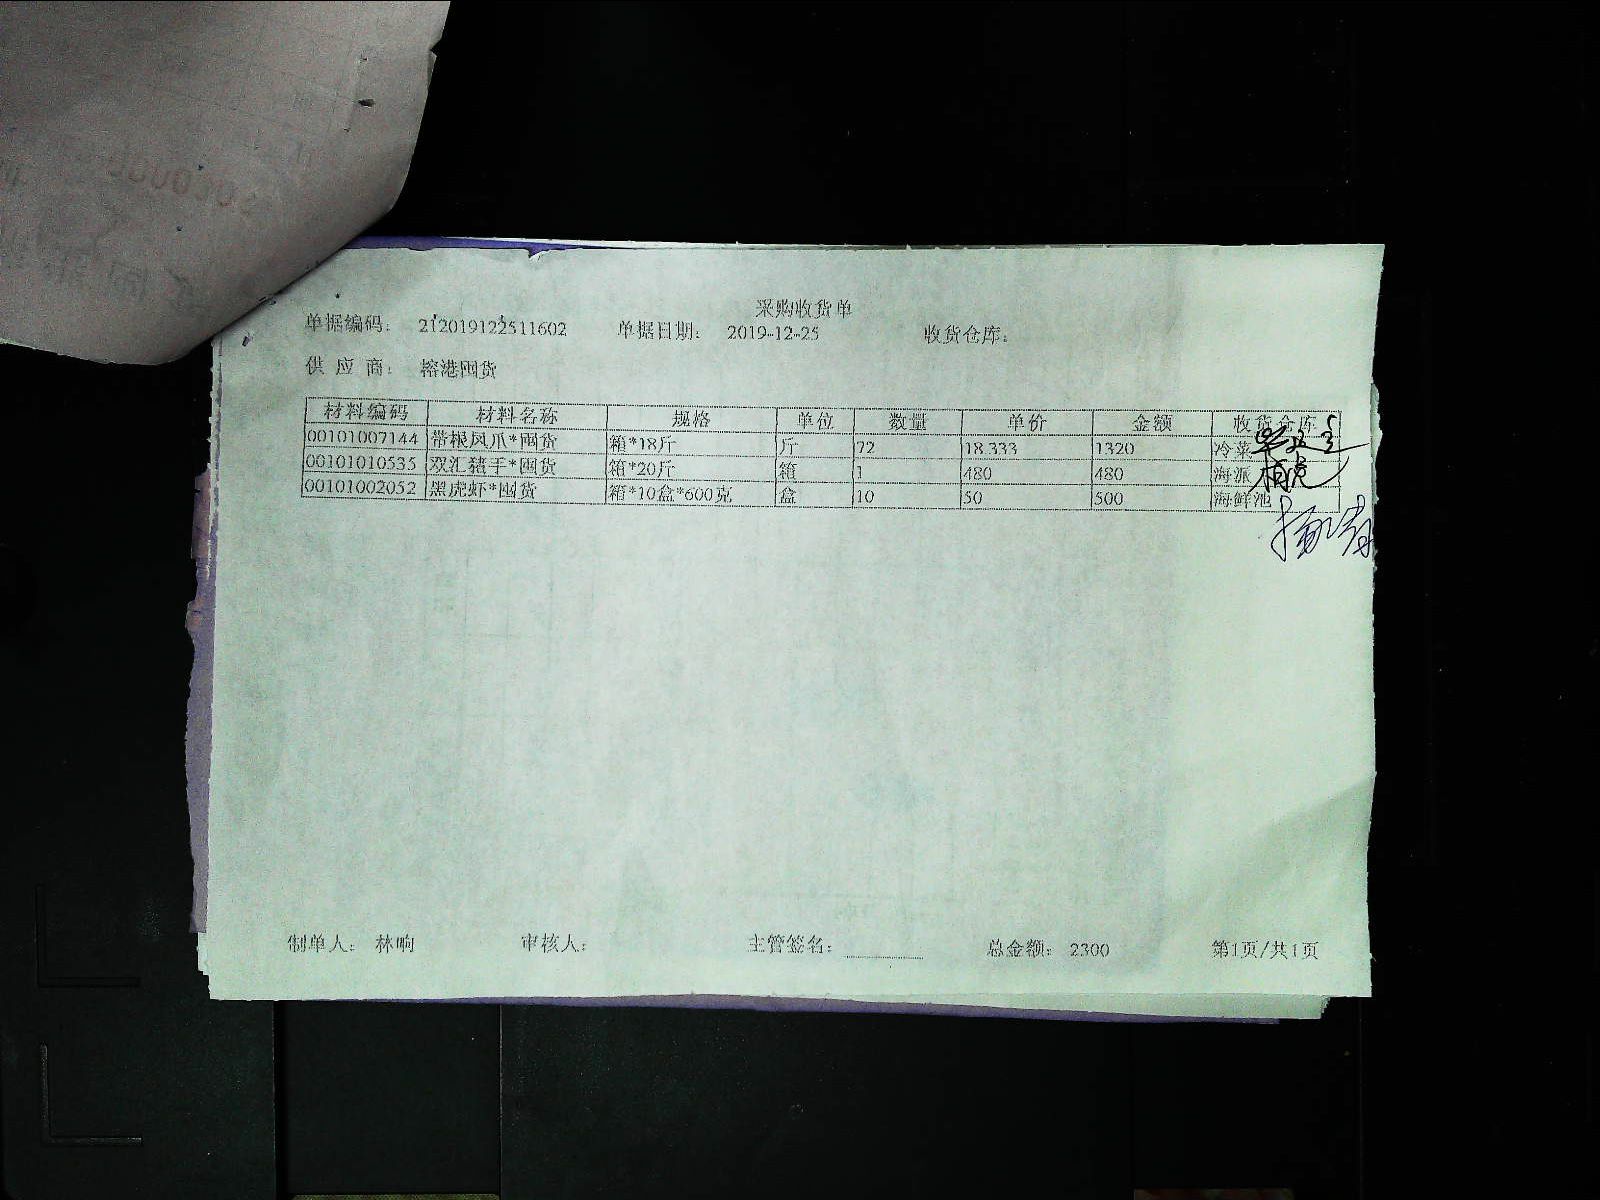 采购收货单
单据编码: 212019122511602 单据日期: 2019-12-25 收货仓库:
供应商: 榕港囤货
材料编码 材料名称 规格 单位 数量 单价 金额 收货仓库
00101007144 带根凤爪*囤货 箱*18斤 斤 72 18.333 1320 冷菜
00101010535 双汇猪手*囤货 箱*20斤 箱 1 480 480 海派
00101002052 黑虎虾*囤货 箱*10盒*600克 盒 10 50 500 海鲜池
制单人: 林响 审核人: 主管签名: 总金额: 2300 第1页/共1页